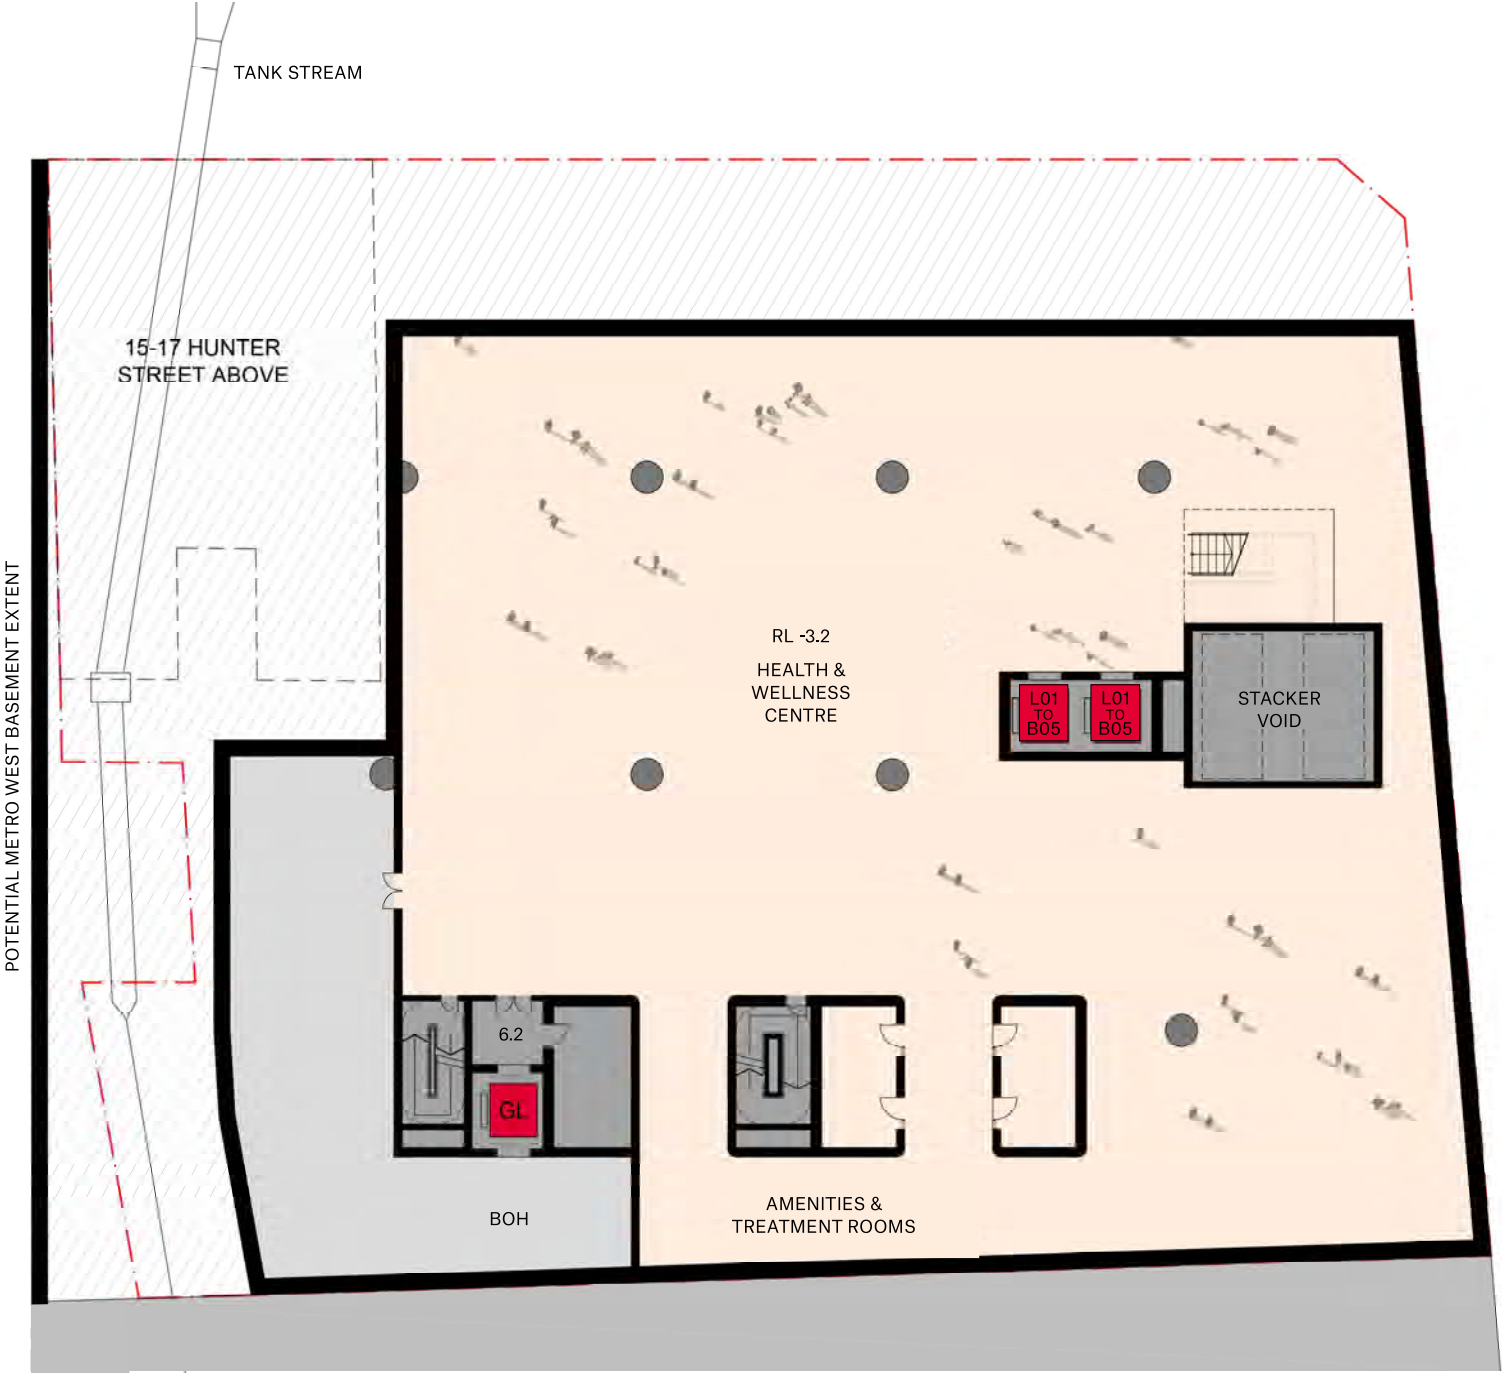 TANK STREAM
15-17 HUNTER
STREET ABOVE
POTENTIAL METRO WEST BASEMENT EXTENT
RL -3.2
HEALTH &
WELLNESS
CENTRE
L01
TO
B05
L01
TO
B05
STACKER
VOID
6.2
GL
BOH
AMENITIES &
TREATMENT ROOMS